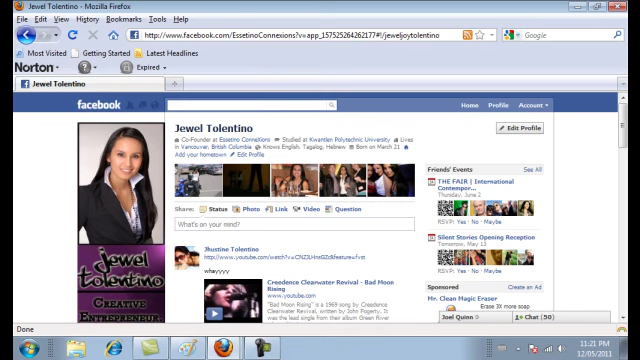 Jewel Tolentino - Mozilla Firefox
File Edit View History Bookmarks Tools Help
http://www.facebook.com/EssetinoConnexions?v=app_157525264262177#!/jeweljoytolentino
Google
Most Visited Getting Started Latest Headlines
Norton Expired
Jewel Tolentino
facebook
Home Profile Account
Jewel Tolentino
Edit Profile
Co-Founder at Essetino ConneXions Studied at Kwantlen Polytechnic University Lives
in Vancouver, British Columbia Knows English, Tagalog, Hebrew Born on March 21
Add your hometown Edit Profile
Share: Status Photo Link Video Question
What's on your mind?
Jhustine Tolentino
whayyyy
Creedence Clearwater Revival - Bad Moon
Rising
www.youtube.com
"Bad Moon Rising" is a 1969 song by Creedence
Clearwater Revival, written by John Fogerty. It
was the lead single from their album Green River
jewel
tolentino
Creative
Entrepreneur.
Friends' Events See All
THE FAIR | International
Contempor...
Thursday, June 2
RSVP: Yes · No · Maybe
Silent Stories Opening Reception
Tomorrow, May 13
RSVP: Yes · No · Maybe
Sponsored Create an Ad
Mr. Clean Magic Eraser
Erase 3X more soap
Joel Quinn
Chat (50)
Done
11:21 PM
12/05/2011